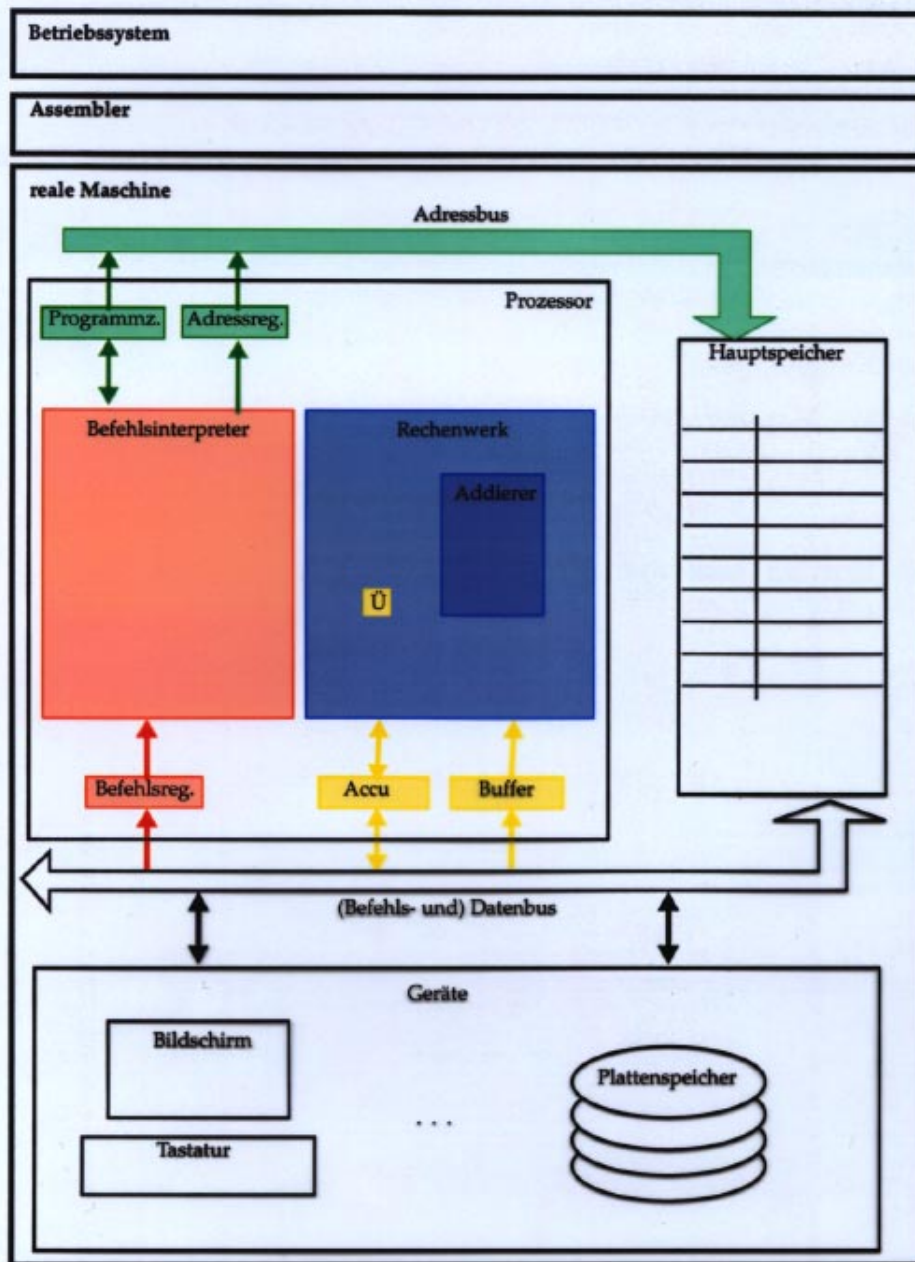 Betriebssystem
Assembler
reale Maschine
Adressbus
Prozessor
Programmz.
Adressreg.
Hauptspeicher
Befehlsinterpreter
Rechenwerk
Addierer
Ü
Befehlsreg.
Accu
Buffer
(Befehls- und) Datenbus
Geräte
Bildschirm
Plattenspeicher
. . .
Tastatur